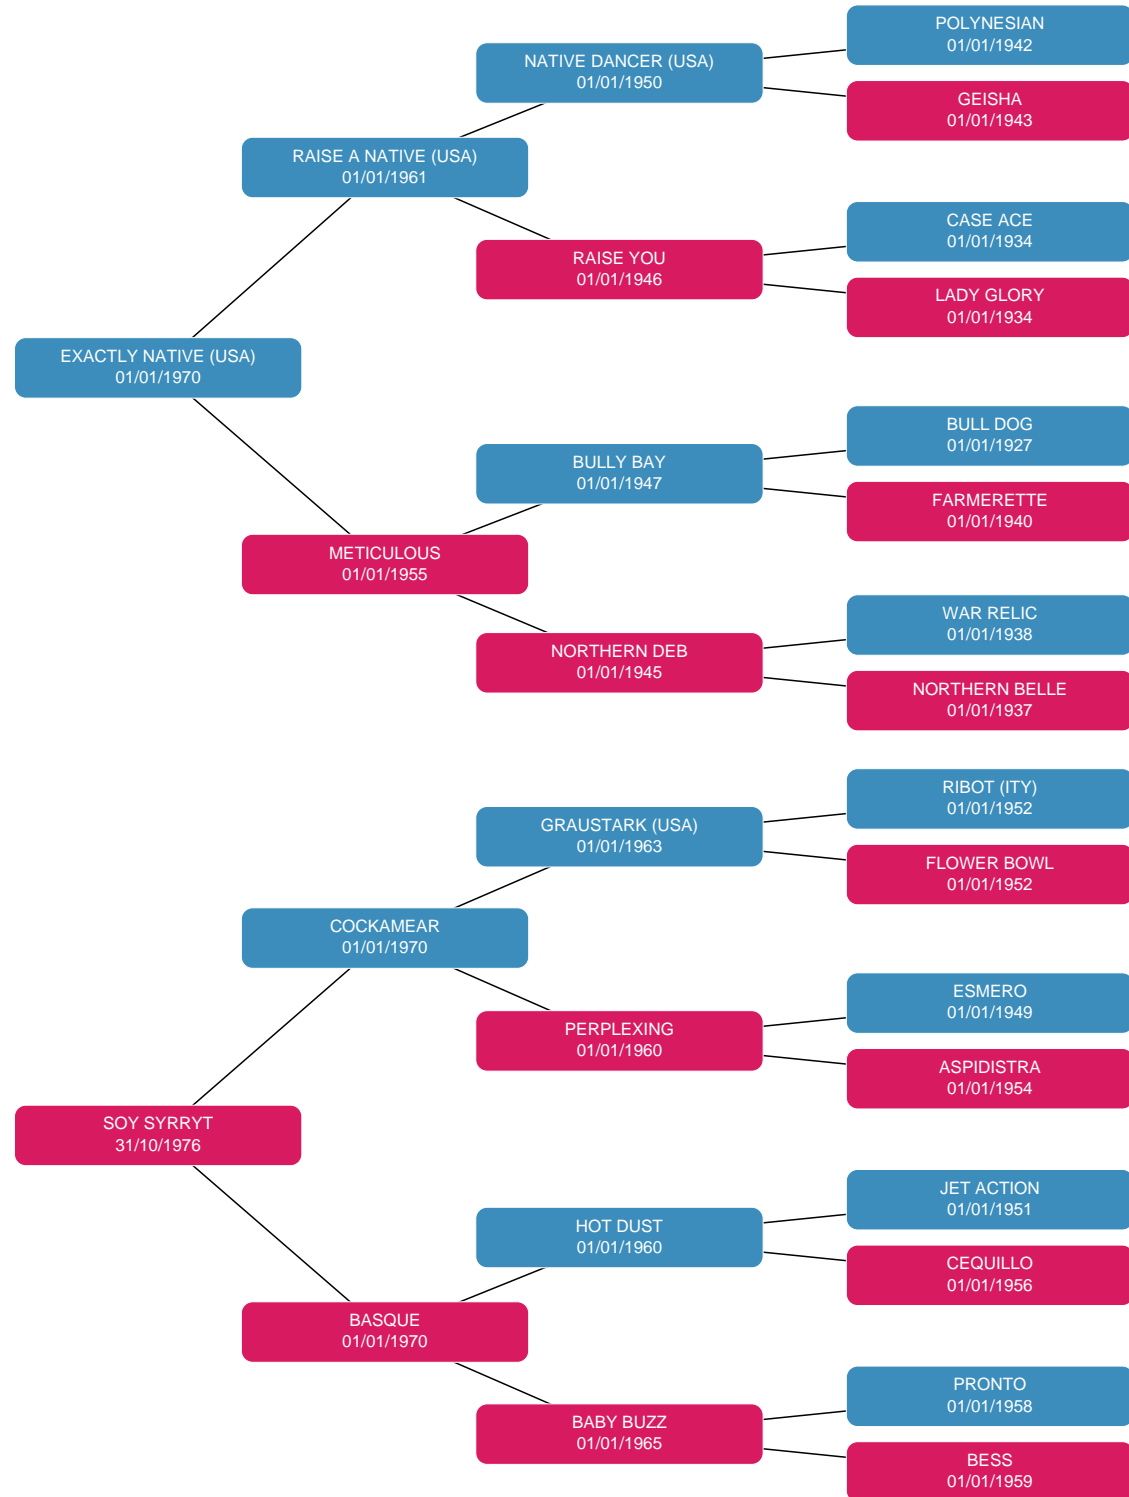 POLYNESIAN
01/01/1942
NATIVE DANCER (USA)
01/01/1950
GEISHA
01/01/1943
RAISE A NATIVE (USA)
01/01/1961
CASE ACE
01/01/1934
RAISE YOU
01/01/1946
LADY GLORY
01/01/1934
EXACTLY NATIVE (USA)
01/01/1970
BULL DOG
01/01/1927
BULLY BAY
01/01/1947
FARMERETTE
01/01/1940
METICULOUS
01/01/1955
WAR RELIC
01/01/1938
NORTHERN DEB
01/01/1945
NORTHERN BELLE
01/01/1937
RIBOT (ITY)
01/01/1952
GRAUSTARK (USA)
01/01/1963
FLOWER BOWL
01/01/1952
COCKAMEAR
01/01/1970
ESMERO
01/01/1949
PERPLEXING
01/01/1960
ASPIDISTRA
01/01/1954
SOY SYRRYT
31/10/1976
JET ACTION
01/01/1951
HOT DUST
01/01/1960
CEQUILLO
01/01/1956
BASQUE
01/01/1970
PRONTO
01/01/1958
BABY BUZZ
01/01/1965
BESS
01/01/1959